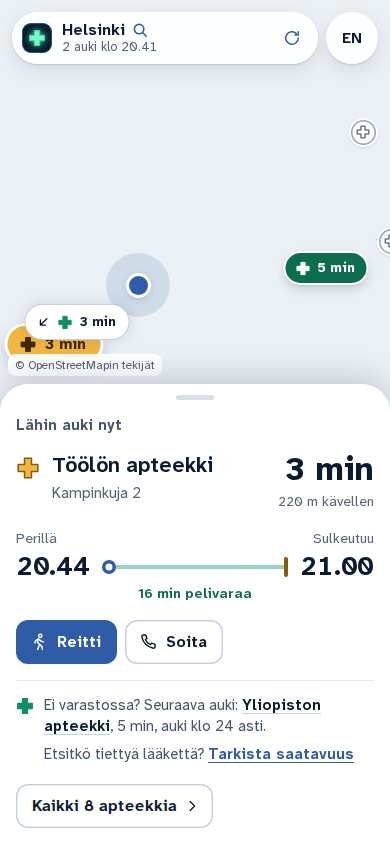 Helsinki
2 auki klo 20.41
EN
5 min
3 min
3 min
© OpenStreetMapin tekijät
Lähin auki nyt
Töölön apteekki
3 min
Kampinkuja 2
220 m kävellen
Perillä
Sulkeutuu
20.44
21.00
16 min pelivaraa
Reitti
Soita
Ei varastossa? Seuraava auki: Yliopiston
apteekki, 5 min, auki klo 24 asti.
Etsitkö tiettyä lääkettä? Tarkista saatavuus
Kaikki 8 apteekkia